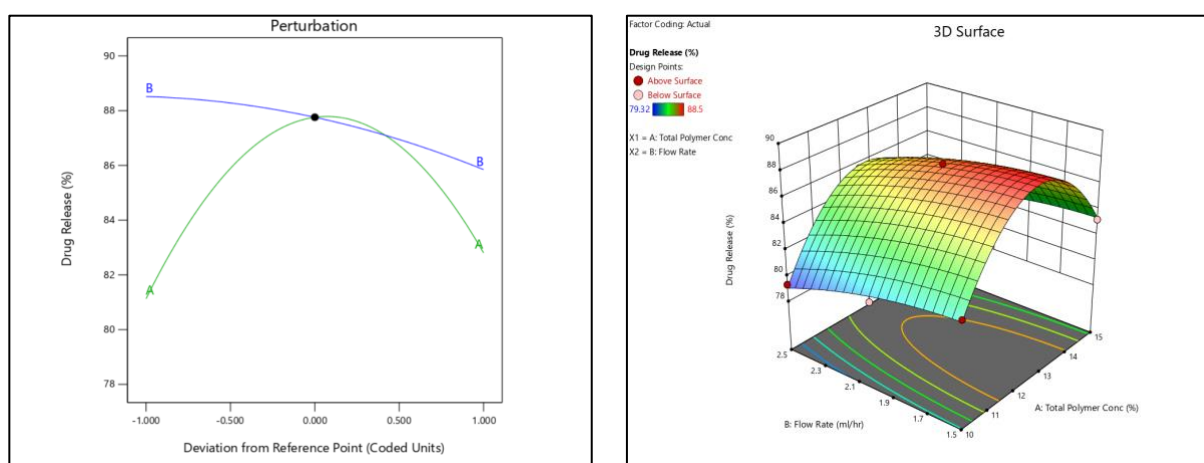 Perturbation
90
88
86
84
82
80
78
B
B
A
A
Drug Release (%)
-1.000
-0.500
0.000
0.500
1.000
Deviation from Reference Point (Coded Units)
Factor Coding: Actual
3D Surface
Drug Release (%)
Design Points:
Above Surface
Below Surface
79.32 88.5
X1 = A: Total Polymer Conc
X2 = B: Flow Rate
90
88
86
84
82
80
78
Drug Release (%)
2.5
2.3
2.1
1.9
1.7
1.5
B: Flow Rate (ml/hr)
10
11
12
13
14
15
A: Total Polymer Conc (%)